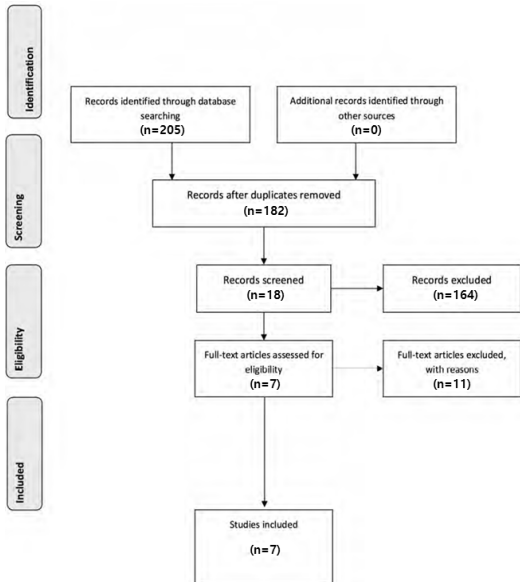 Identification
Records identified through database
searching
(n=205)
Additional records identified through
other sources
(n=0)
Screening
Records after duplicates removed
(n=182)
Records screened
(n=18)
Records excluded
(n=164)
Eligibility
Full-text articles assessed for
eligibility
(n=7)
Full-text articles excluded,
with reasons
(n=11)
Included
Studies included
(n=7)